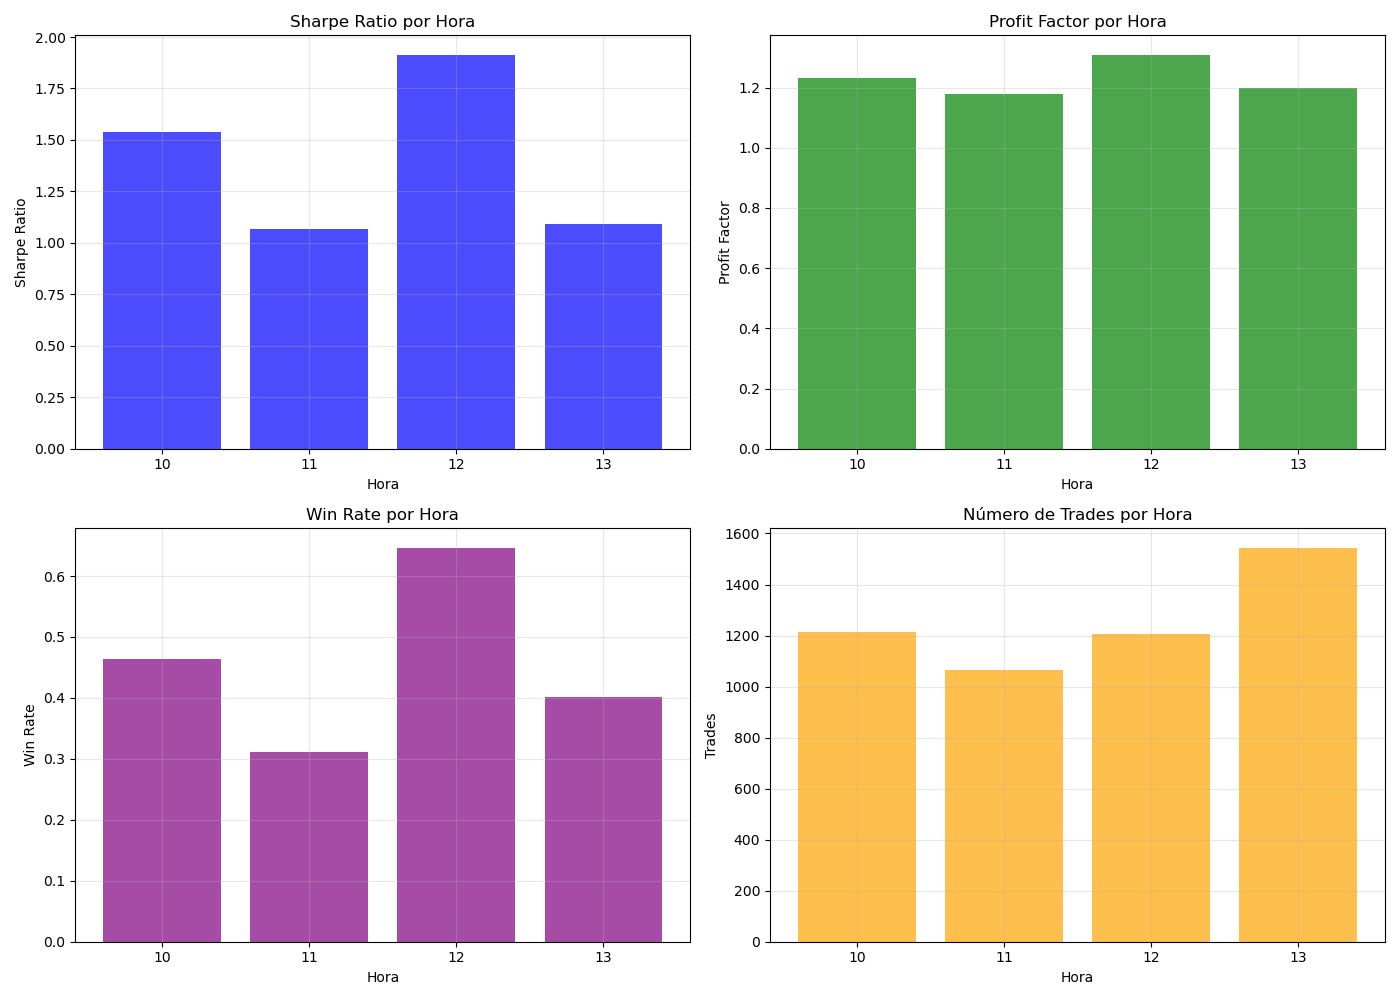 Sharpe Ratio por Hora
Sharpe Ratio
2.00
1.75
1.50
1.25
1.00
0.75
0.50
0.25
0.00
10 11 12 13
Hora
Profit Factor por Hora
Profit Factor
1.2
1.0
0.8
0.6
0.4
0.2
0.0
10 11 12 13
Hora
Win Rate por Hora
Win Rate
0.6
0.5
0.4
0.3
0.2
0.1
0.0
10 11 12 13
Hora
Número de Trades por Hora
Trades
1600
1400
1200
1000
800
600
400
200
0
10 11 12 13
Hora